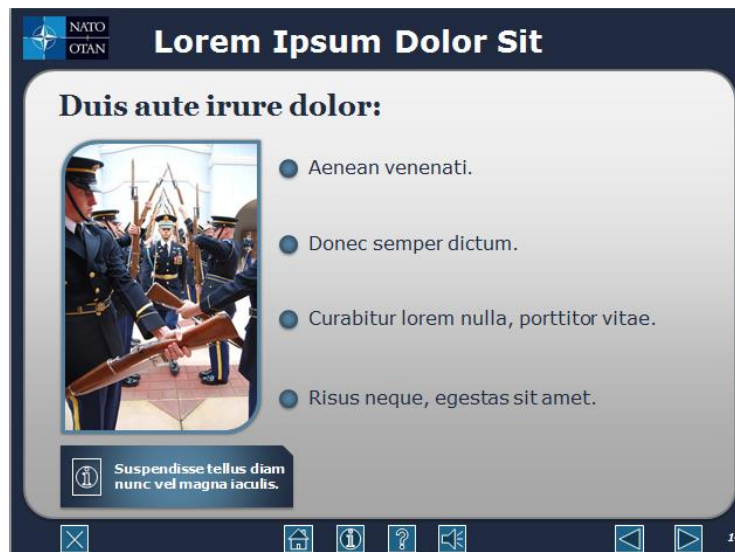 NATO
OTAN
Lorem Ipsum Dolor Sit
Duis aute irure dolor:
Aenean venenati.
Donec semper dictum.
Curabitur lorem nulla, porttitor vitae.
Risus neque, egestas sit amet.
Suspendisse tellus diam
nunc vel magna iaculis.